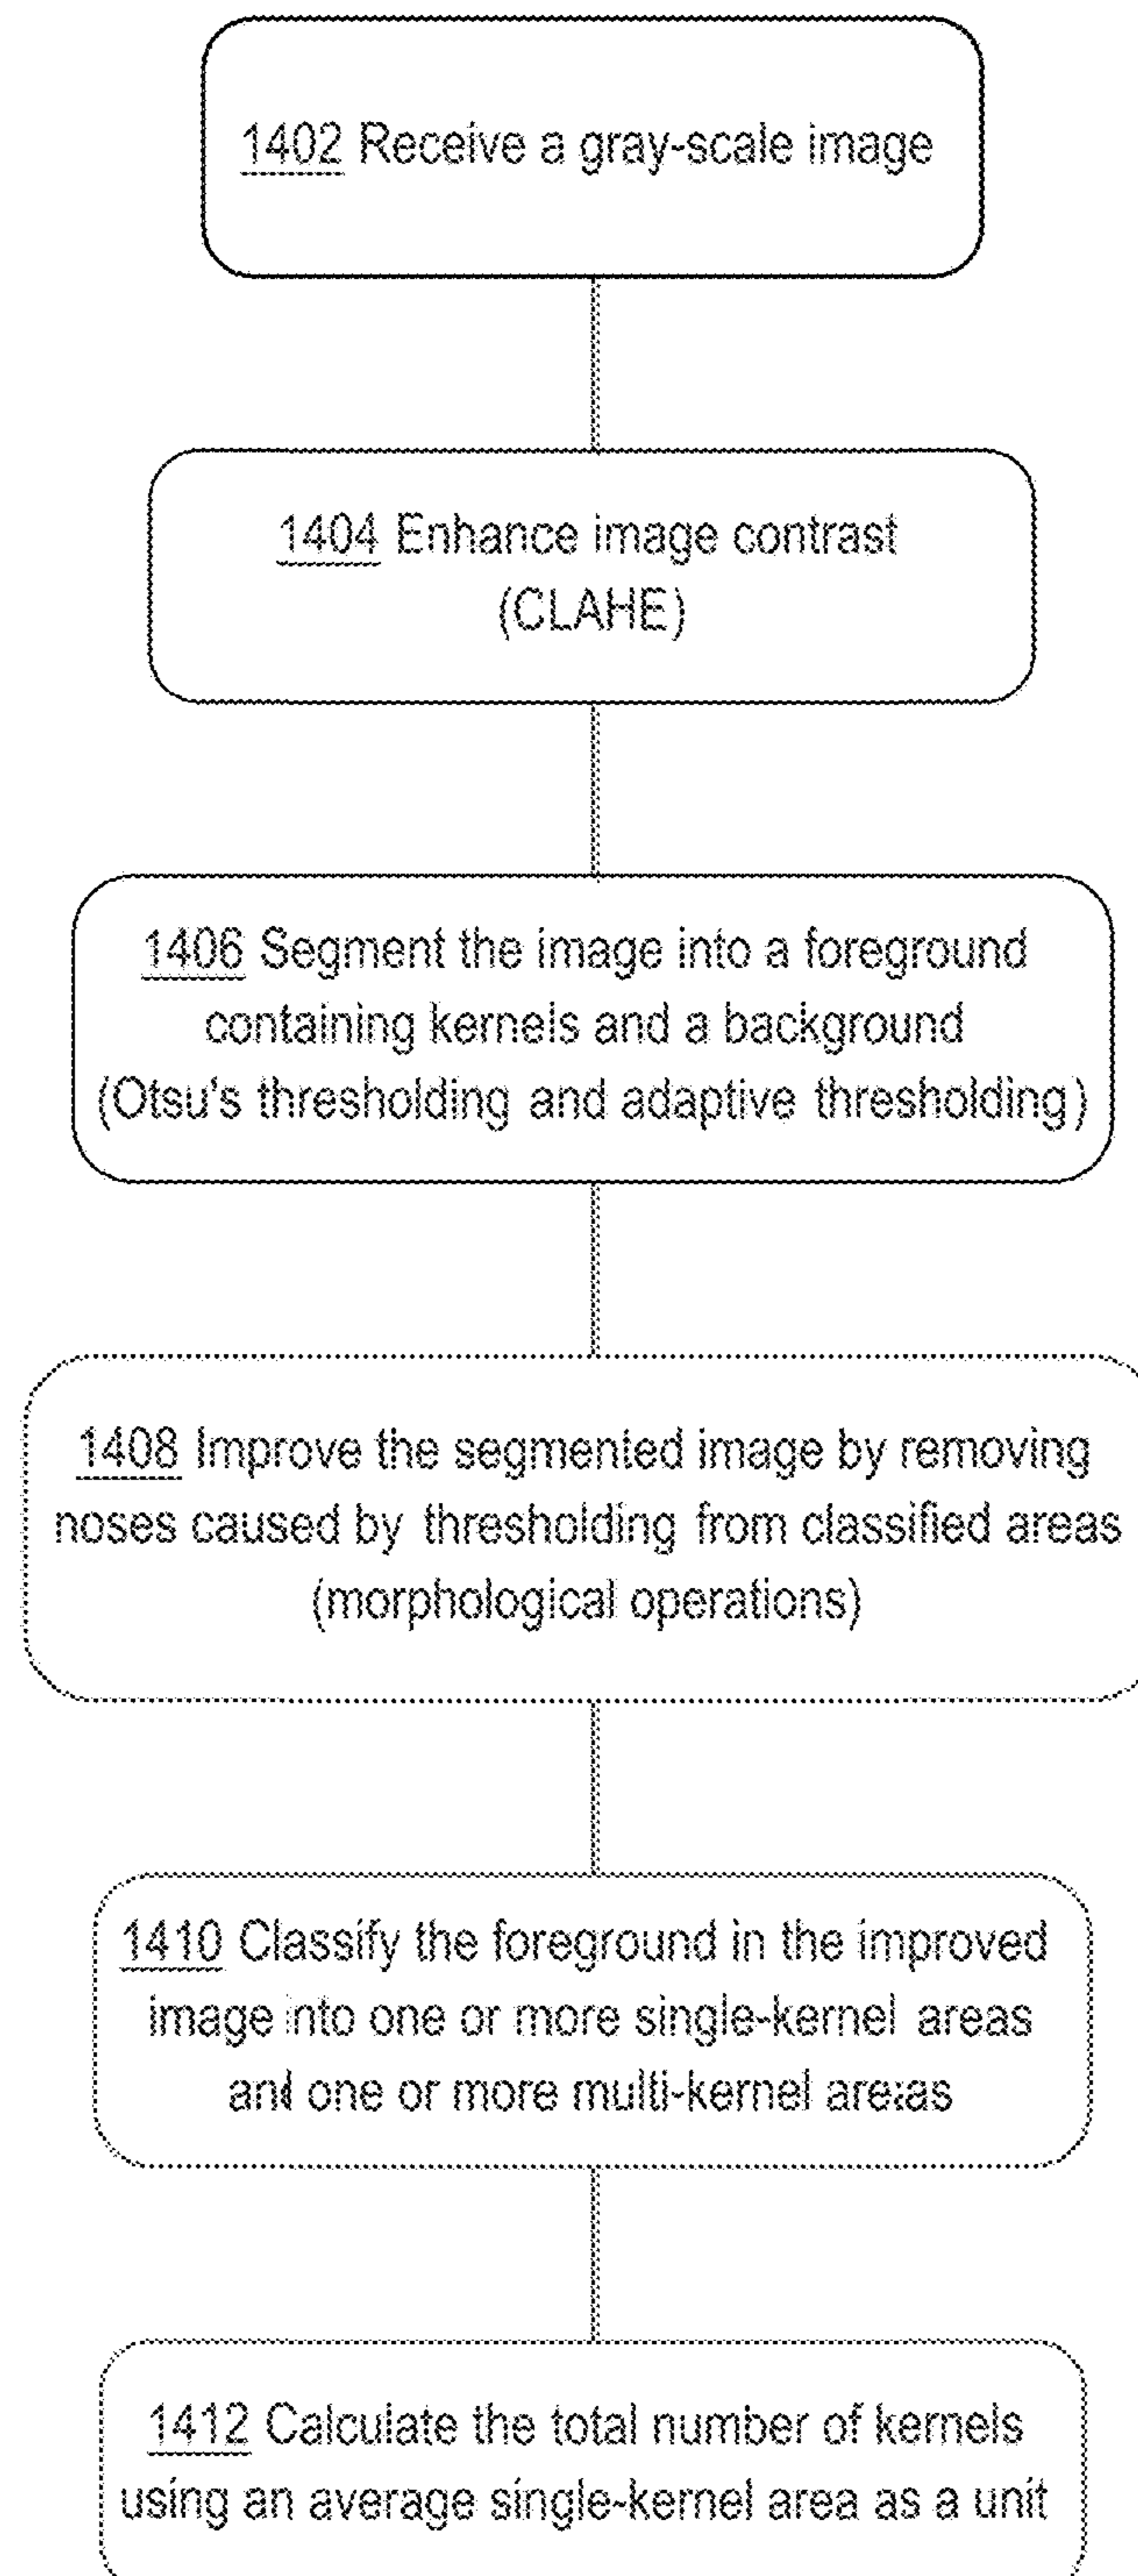 1402 Receive a gray-scale image
1404 Enhance image contrast
(CLAHE)
1406 Segment the image into a foreground
containing kernels and a background
(Otsu's thresholding and adaptive thresholding)
1408 Improve the segmented image by removing
noses caused by thresholding from classified areas
(morphological operations)
1410 Classify the foreground in the improved
image into one or more single-kernel areas
and one or more multi-kernel areas
1412 Calculate the total number of kernels
using an average single-kernel area as a unit